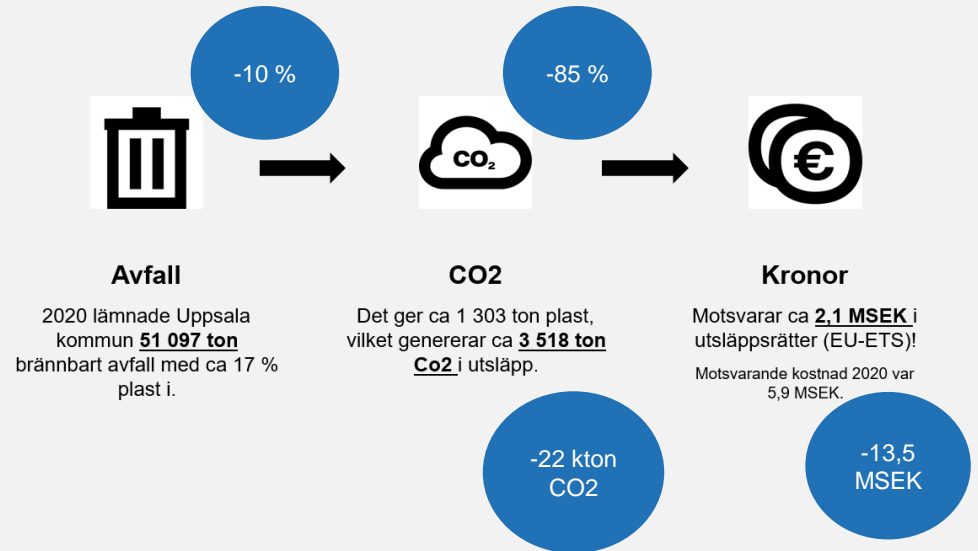 -10 %
-85 %
CO₂
€
Avfall
2020 lämnade Uppsala
kommun 51 097 ton
brännbart avfall med ca 17 %
plast i.
CO2
Det ger ca 1 303 ton plast,
vilket genererar ca 3 518 ton
Co2 i utsläpp.
Kronor
Motsvarar ca 2,1 MSEK i
utsläppsrätter (EU-ETS)!
Motsvarande kostnad 2020 var
5,9 MSEK.
-22 kton
CO2
-13,5
MSEK